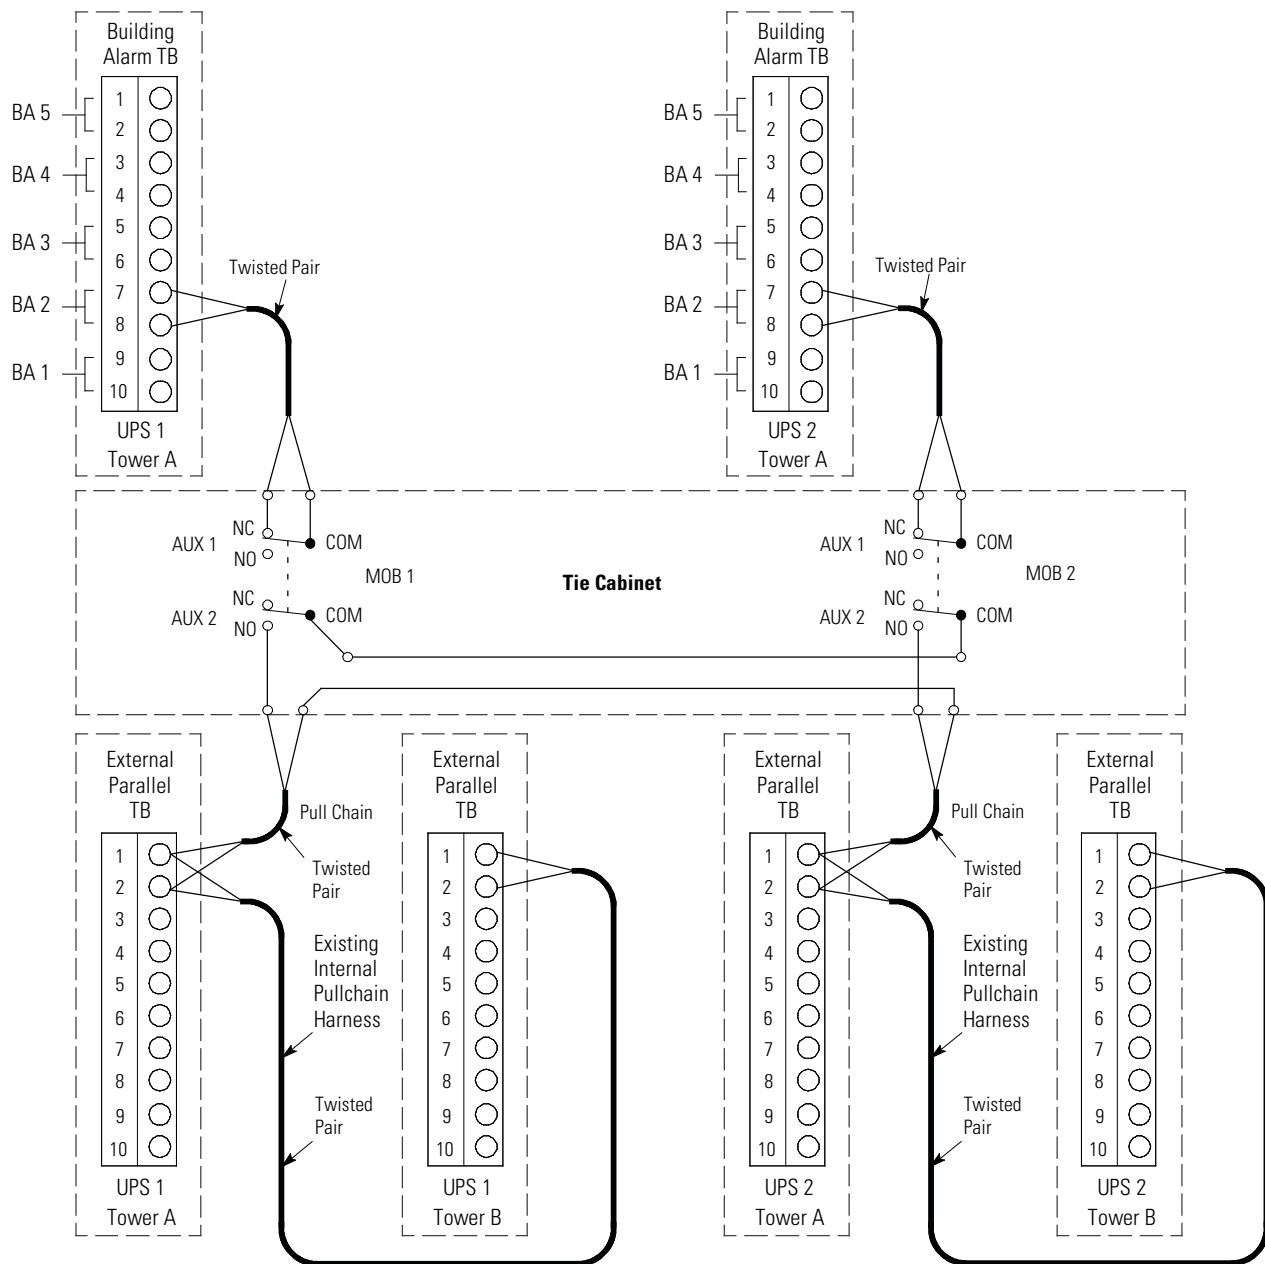 Building
Alarm TB
BA 5
1
2
BA 4
3
4
BA 3
5
6
BA 2
7
8
BA 1
9
10
UPS 1
Tower A
Twisted Pair
Building
Alarm TB
BA 5
1
2
BA 4
3
4
BA 3
5
6
BA 2
7
8
BA 1
9
10
UPS 2
Tower A
Twisted Pair
AUX 1
NC
NO
COM
MOB 1
AUX 2
NC
NO
COM
Tie Cabinet
AUX 1
NC
NO
COM
MOB 2
AUX 2
NC
NO
COM
External
Parallel
TB
1
2
3
4
5
6
7
8
9
10
UPS 1
Tower A
Pull Chain
Twisted
Pair
Existing
Internal
Pullchain
Harness
Twisted
Pair
External
Parallel
TB
1
2
3
4
5
6
7
8
9
10
UPS 1
Tower B
External
Parallel
TB
1
2
3
4
5
6
7
8
9
10
UPS 2
Tower A
Pull Chain
Twisted
Pair
Existing
Internal
Pullchain
Harness
Twisted
Pair
External
Parallel
TB
1
2
3
4
5
6
7
8
9
10
UPS 2
Tower B